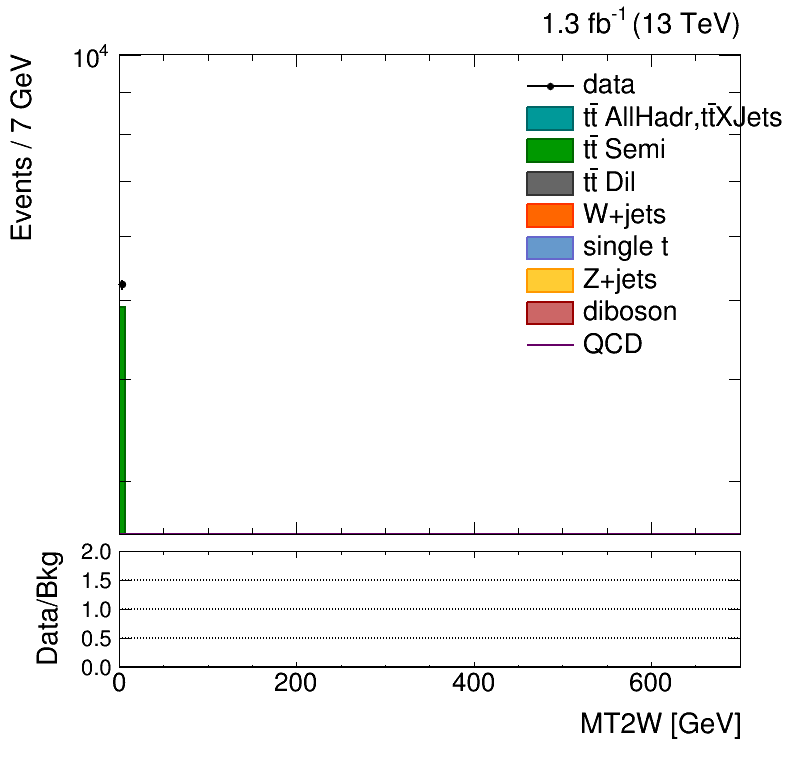 1.3 fb⁻¹ (13 TeV)
10⁴
Events / 7 GeV
data
tt̄ AllHadr,tt̄XJets
tt̄ Semi
tt̄ Dil
W+jets
single t
Z+jets
diboson
QCD
Data/Bkg
2.0
1.5
1.0
0.5
0.0
0 200 400 600
MT2W [GeV]